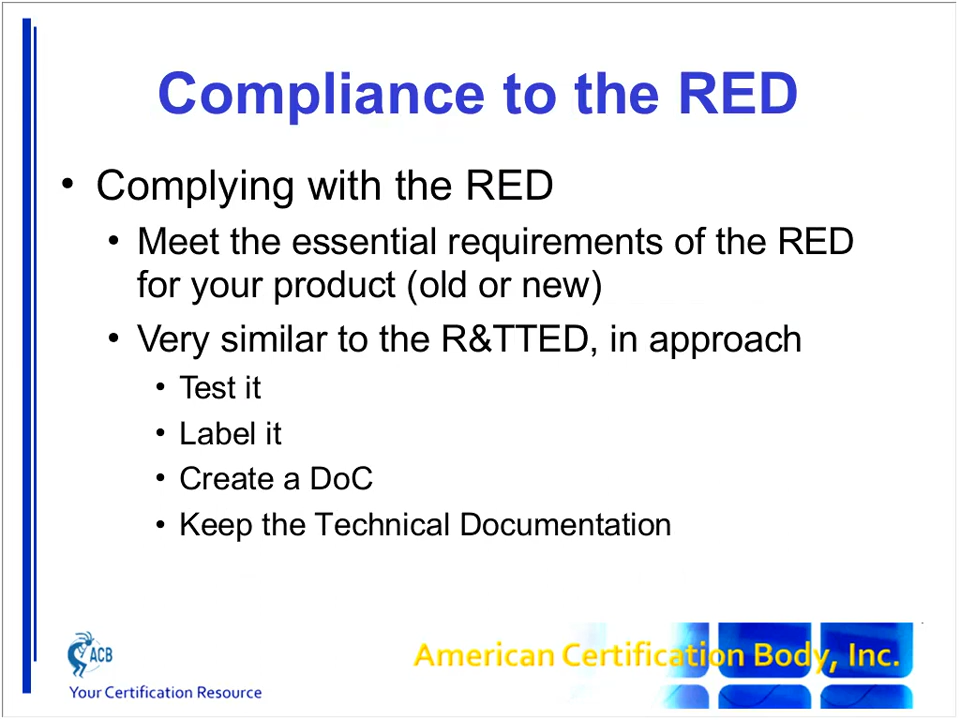 Compliance to the RED
• Complying with the RED
• Meet the essential requirements of the RED
for your product (old or new)
• Very similar to the R&TTED, in approach
• Test it
• Label it
• Create a DoC
• Keep the Technical Documentation
ACB
American Certification Body, Inc.
Your Certification Resource